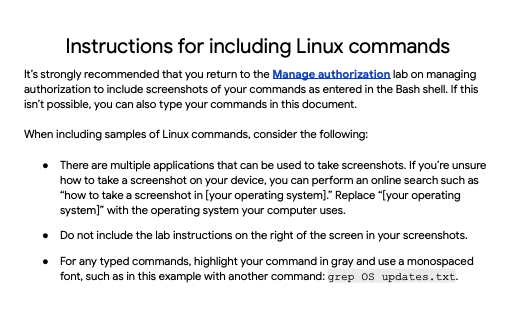 Instructions for including Linux commands
It's strongly recommended that you return to the Manage authorization lab on managing
authorization to include screenshots of your commands as entered in the Bash shell. If this
isn't possible, you can also type your commands in this document.
When including samples of Linux commands, consider the following:
● There are multiple applications that can be used to take screenshots. If you're unsure
how to take a screenshot on your device, you can perform an online search such as
"how to take a screenshot in [your operating system]." Replace "[your operating
system]" with the operating system your computer uses.
● Do not include the lab instructions on the right of the screen in your screenshots.
● For any typed commands, highlight your command in gray and use a monospaced
font, such as in this example with another command: grep OS updates.txt.